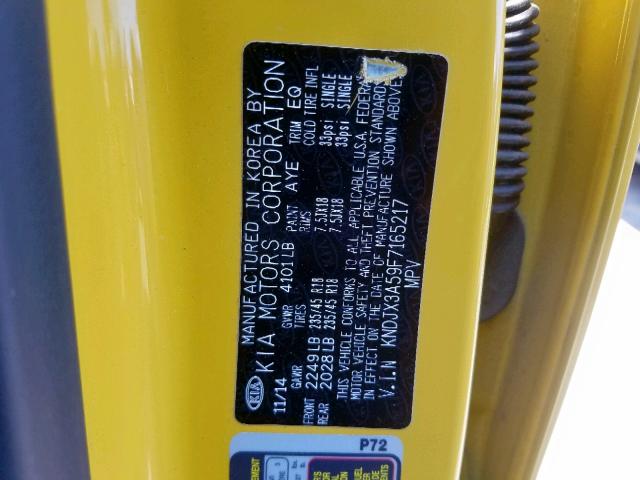 MANUFACTURED IN KOREA BY
KIA KIA MOTORS CORPORATION
11/14 GVWR 4101LB PAINT AYE TRIM EQ
GAWR TIRES RIMS COLD TIRE INFL
FRONT 2249LB 235/45 R18 7.5JX18 33psi SINGLE
REAR 2028LB 235/45 R18 7.5JX18 33psi SINGLE
THIS VEHICLE CONFORMS TO ALL APPLICABLE U.S.A. FEDERAL
MOTOR VEHICLE SAFETY AND THEFT PREVENTION STANDARDS
IN EFFECT ON THE DATE OF MANUFACTURE SHOWN ABOVE.
V.I.N KNDJX3A59F7165217
MPV
P72